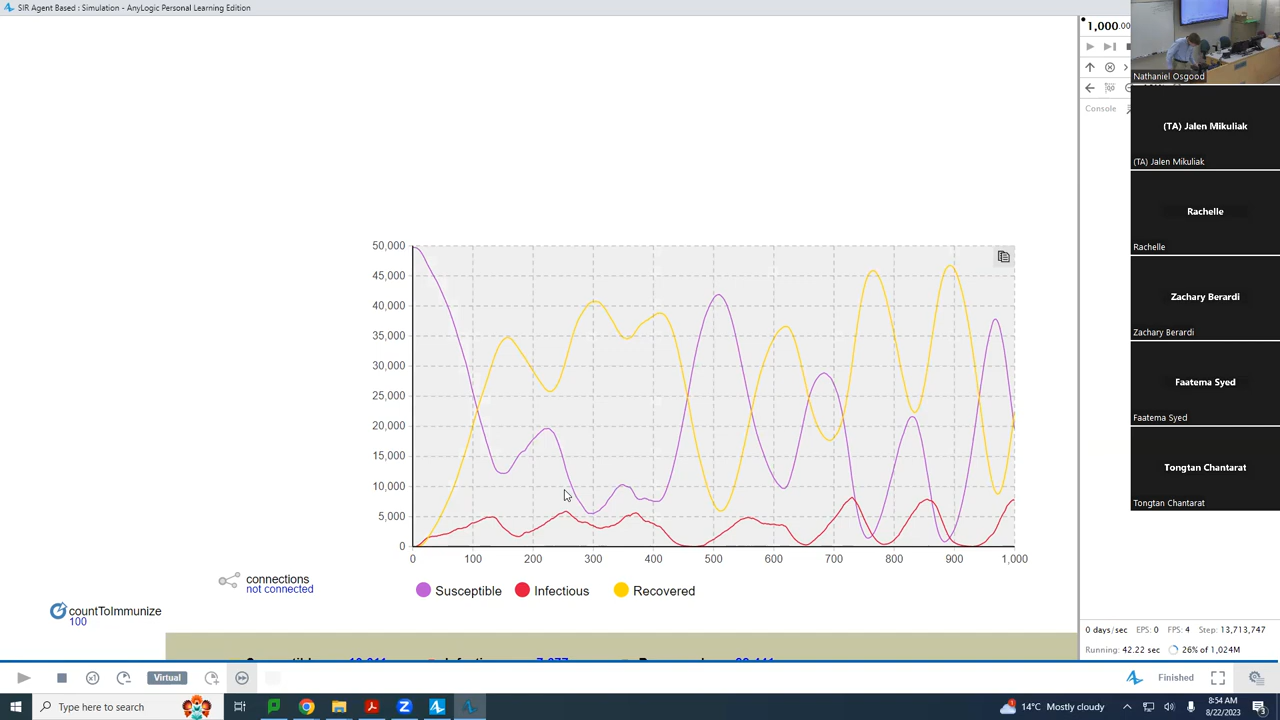 SIR Agent Based : Simulation - AnyLogic Personal Learning Edition
1,000.00
Nathaniel Osgood
Console
(TA) Jalen Mikuliak
(TA) Jalen Mikuliak
Rachelle
Rachelle
Zachary Berardi
Zachary Berardi
Faatema Syed
Faatema Syed
Tongtan Chantarat
Tongtan Chantarat
50,000
45,000
40,000
35,000
30,000
25,000
20,000
15,000
10,000
5,000
0
0 100 200 300 400 500 600 700 800 900 1,000
Susceptible Infectious Recovered
connections
not connected
countToImmunize
100
0 days/sec EPS: 0 FPS: 4 Step: 13,713,747
Running: 42.22 sec 26% of 1,024M
Virtual
Finished
Type here to search
14°C Mostly cloudy
8:54 AM
8/22/2023
3